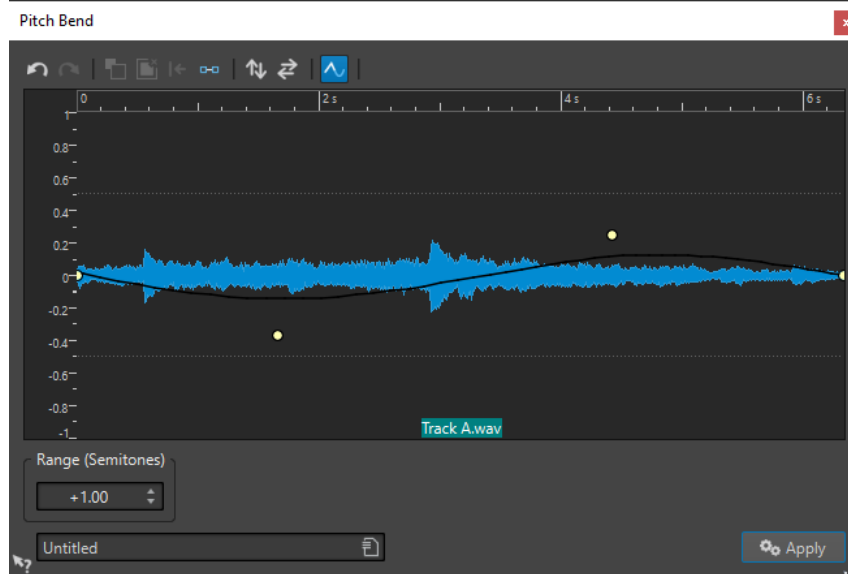 Pitch Bend
0 2 s 4 s 6 s
1
0.8
0.6
0.4
0.2
0
-0.2
-0.4
-0.6
-0.8
-1
Track A.wav
Range (Semitones)
+1.00
Untitled
Apply